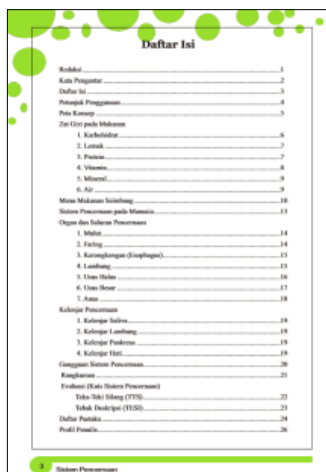 Daftar Isi
Redaksi 1
Kata Pengantar 2
Daftar Isi 3
Petunjuk Penggunaan 4
Peta Konsep 5
Zat Gizi pada Makanan
1. Karbohidrat 6
2. Lemak 7
3. Protein 7
4. Vitamin 8
5. Mineral 9
6. Air 9
Menu Makanan Seimbang 10
Sistem Pencernaan pada Manusia 13
Organ dan Saluran Pencernaan
1. Mulut 14
2. Faring 14
3. Kerongkongan (Esophagus) 15
4. Lambung 15
5. Usus Halus 16
6. Usus Besar 17
7. Anus 18
Kelenjar Pencernaan
1. Kelenjar Saliva 19
2. Kelenjar Lambung 19
3. Kelenjar Pankreas 19
4. Kelenjar Hati 19
Gangguan Sistem Pencernaan 20
Rangkuman 21
Evaluasi (Kuis Sistem Pencernaan)
Teka-Teki Silang (TTS) 22
Tebak Deskripsi (TESI) 23
Daftar Pustaka 24
Profil Penulis 26
3 Sistem Pencernaan